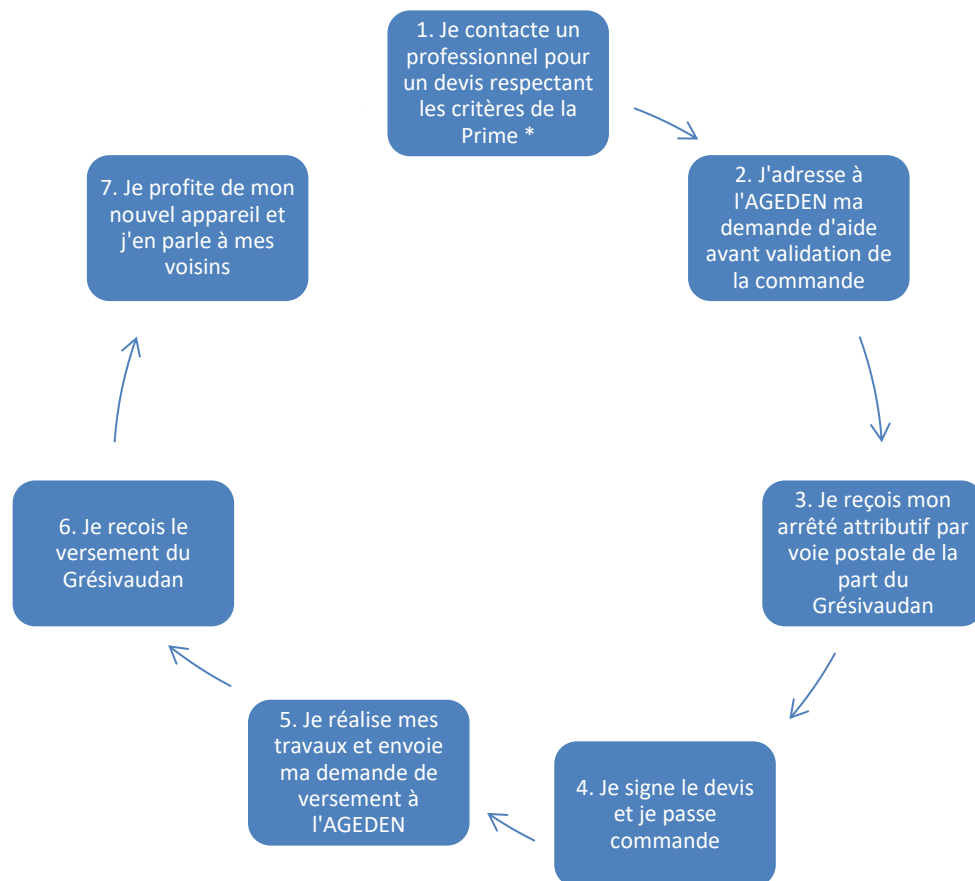 1. Je contacte un
professionnel pour
un devis respectant
les critères de la
Prime *
2. J'adresse à
l'AGEDEN ma
demande d'aide
avant validation de
la commande
3. Je reçois mon
arrêté attributif par
voie postale de la
part du
Grésivaudan
4. Je signe le devis
et je passe
commande
5. Je réalise mes
travaux et envoie
ma demande de
versement à
l'AGEDEN
6. Je recois le
versement du
Grésivaudan
7. Je profite de mon
nouvel appareil et
j'en parle à mes
voisins